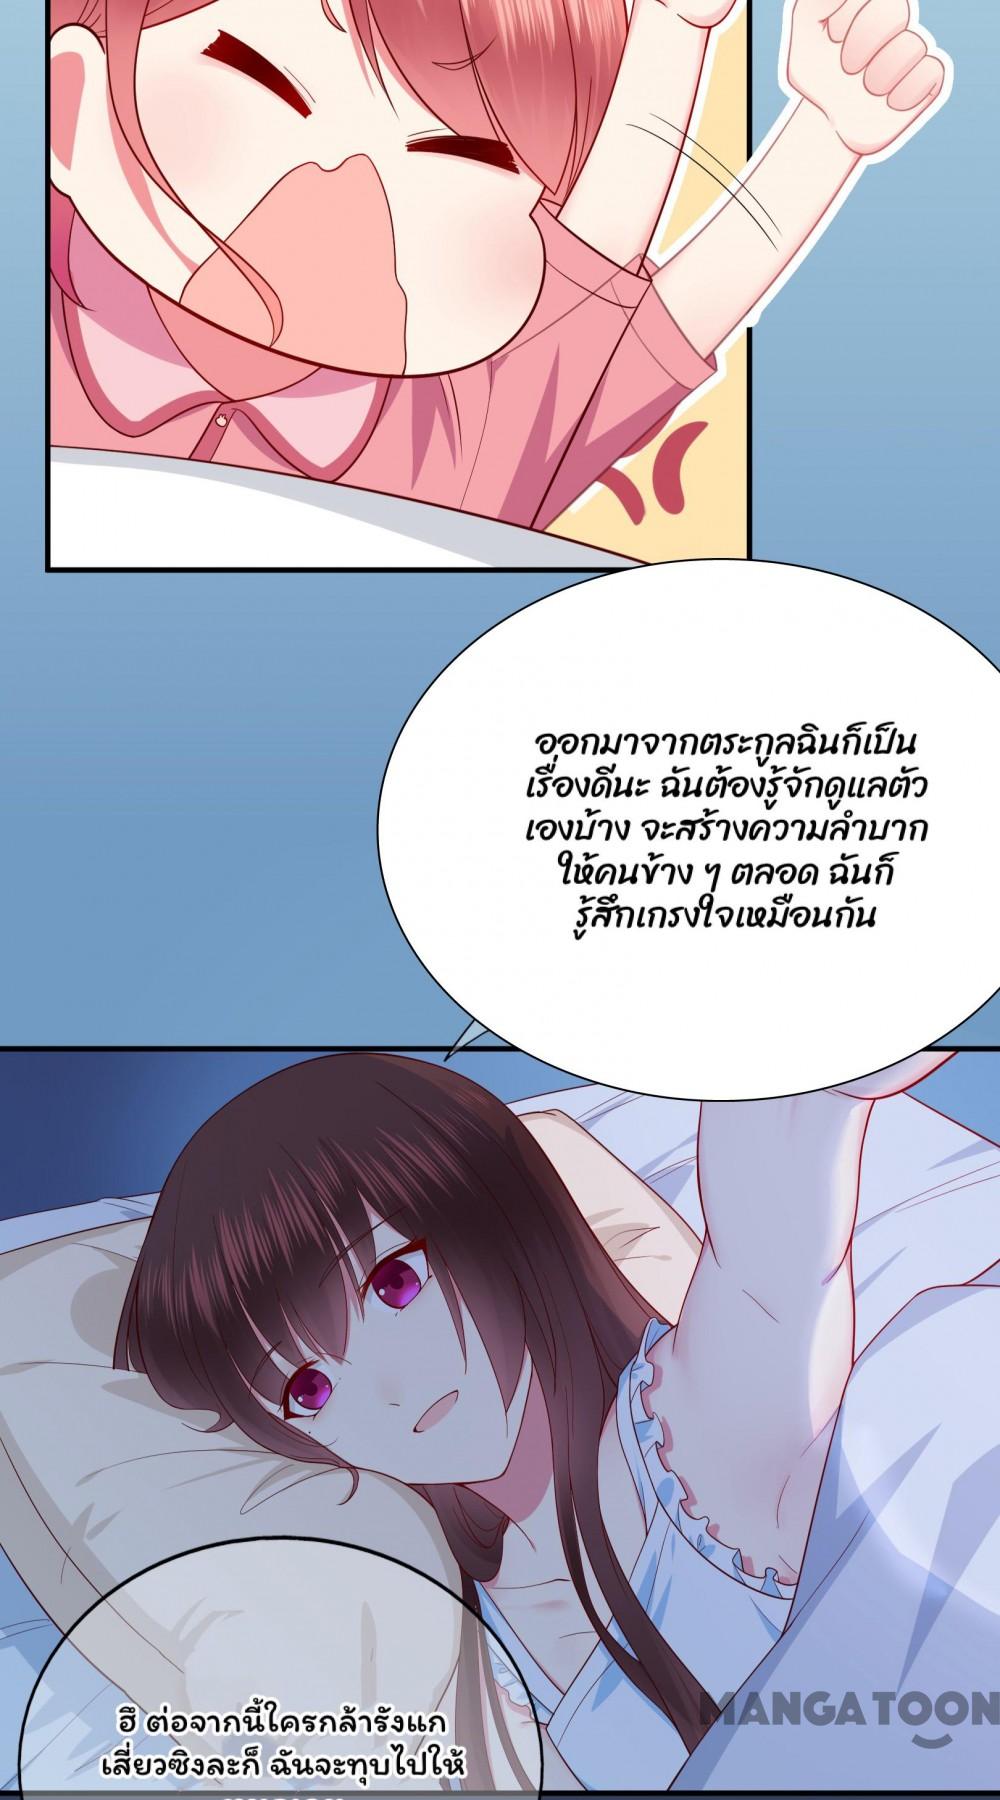 ออกมาจากตระกูลฉินก็เป็น
เรื่องดีนะ ฉันต้องรู้จักดูแลตัว
เองบ้าง จะสร้างความลำบาก
ให้คนข้าง ๆ ตลอด ฉันก็
รู้สึกเกรงใจเหมือนกัน
MANGATOON
ฮึ ต่อจากนี้ใครกล้ารังแก
เสี่ยวซิงละก็ ฉันจะทุบไปให้